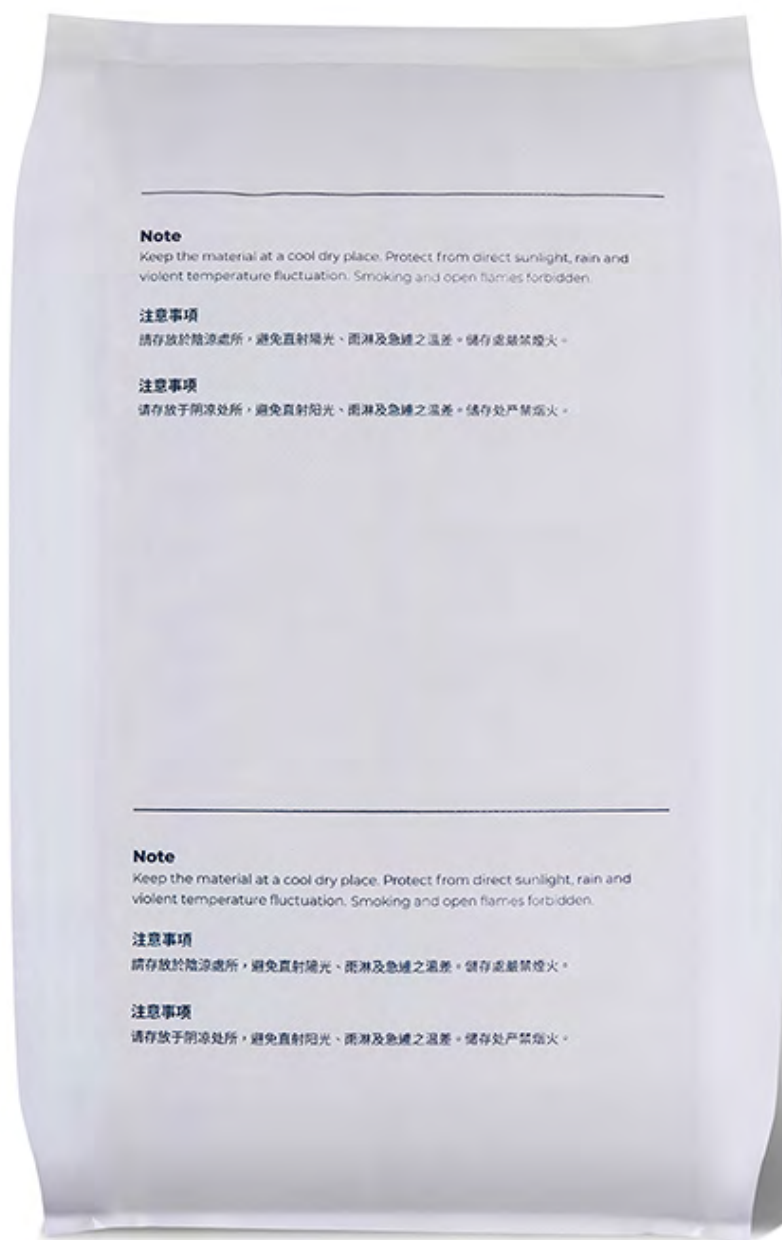 Note
Keep the material at a cool dry place. Protect from direct sunlight, rain and
violent temperature fluctuation. Smoking and open flames forbidden.
注意事項
請存放於陰涼處所，避免直射陽光、雨淋及急遽之溫差。儲存處嚴禁煙火。
注意事项
请存放于阴凉处所，避免直射阳光、雨淋及急遽之温差。储存处严禁烟火。
Note
Keep the material at a cool dry place. Protect from direct sunlight, rain and
violent temperature fluctuation. Smoking and open flames forbidden.
注意事項
請存放於陰涼處所，避免直射陽光、雨淋及急遽之溫差。儲存處嚴禁煙火。
注意事项
请存放于阴凉处所，避免直射阳光、雨淋及急遽之温差。储存处严禁烟火。